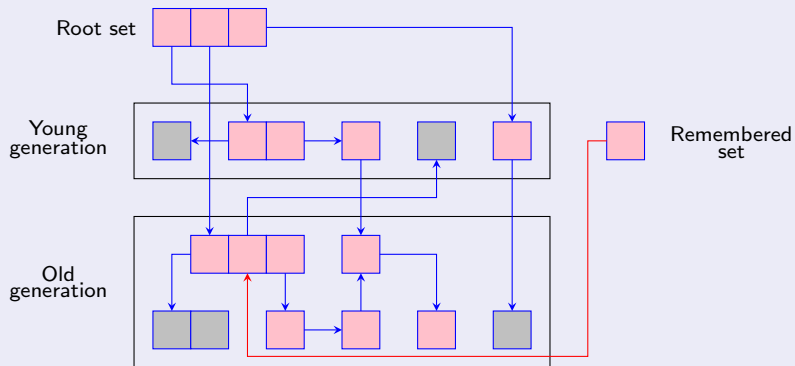 Root set
Young
generation
Remembered
set
Old
generation